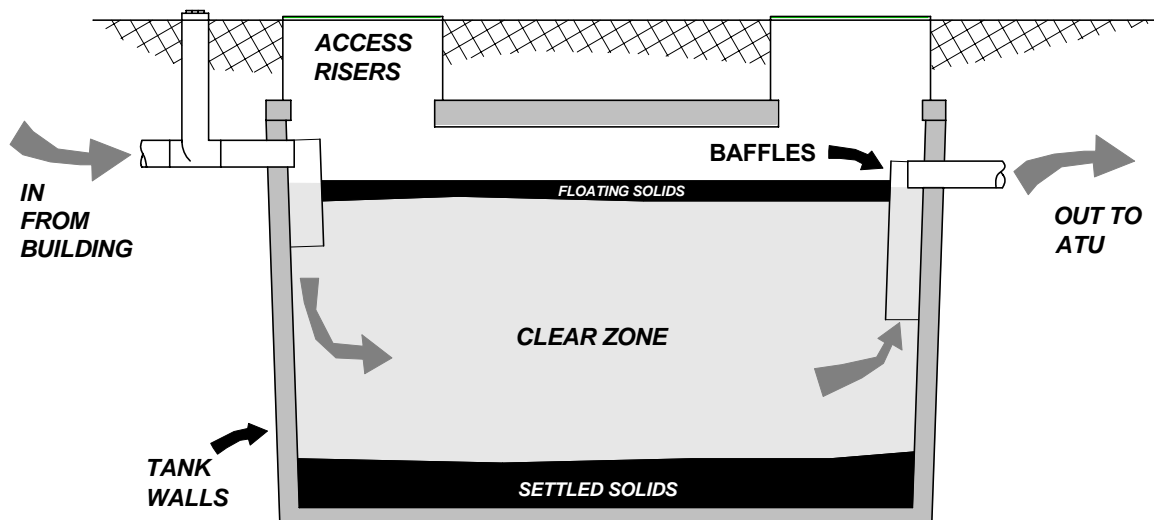 ACCESS
RISERS
BAFFLES
IN
FROM
BUILDING
FLOATING SOLIDS
OUT TO
ATU
CLEAR ZONE
TANK
WALLS
SETTLED SOLIDS